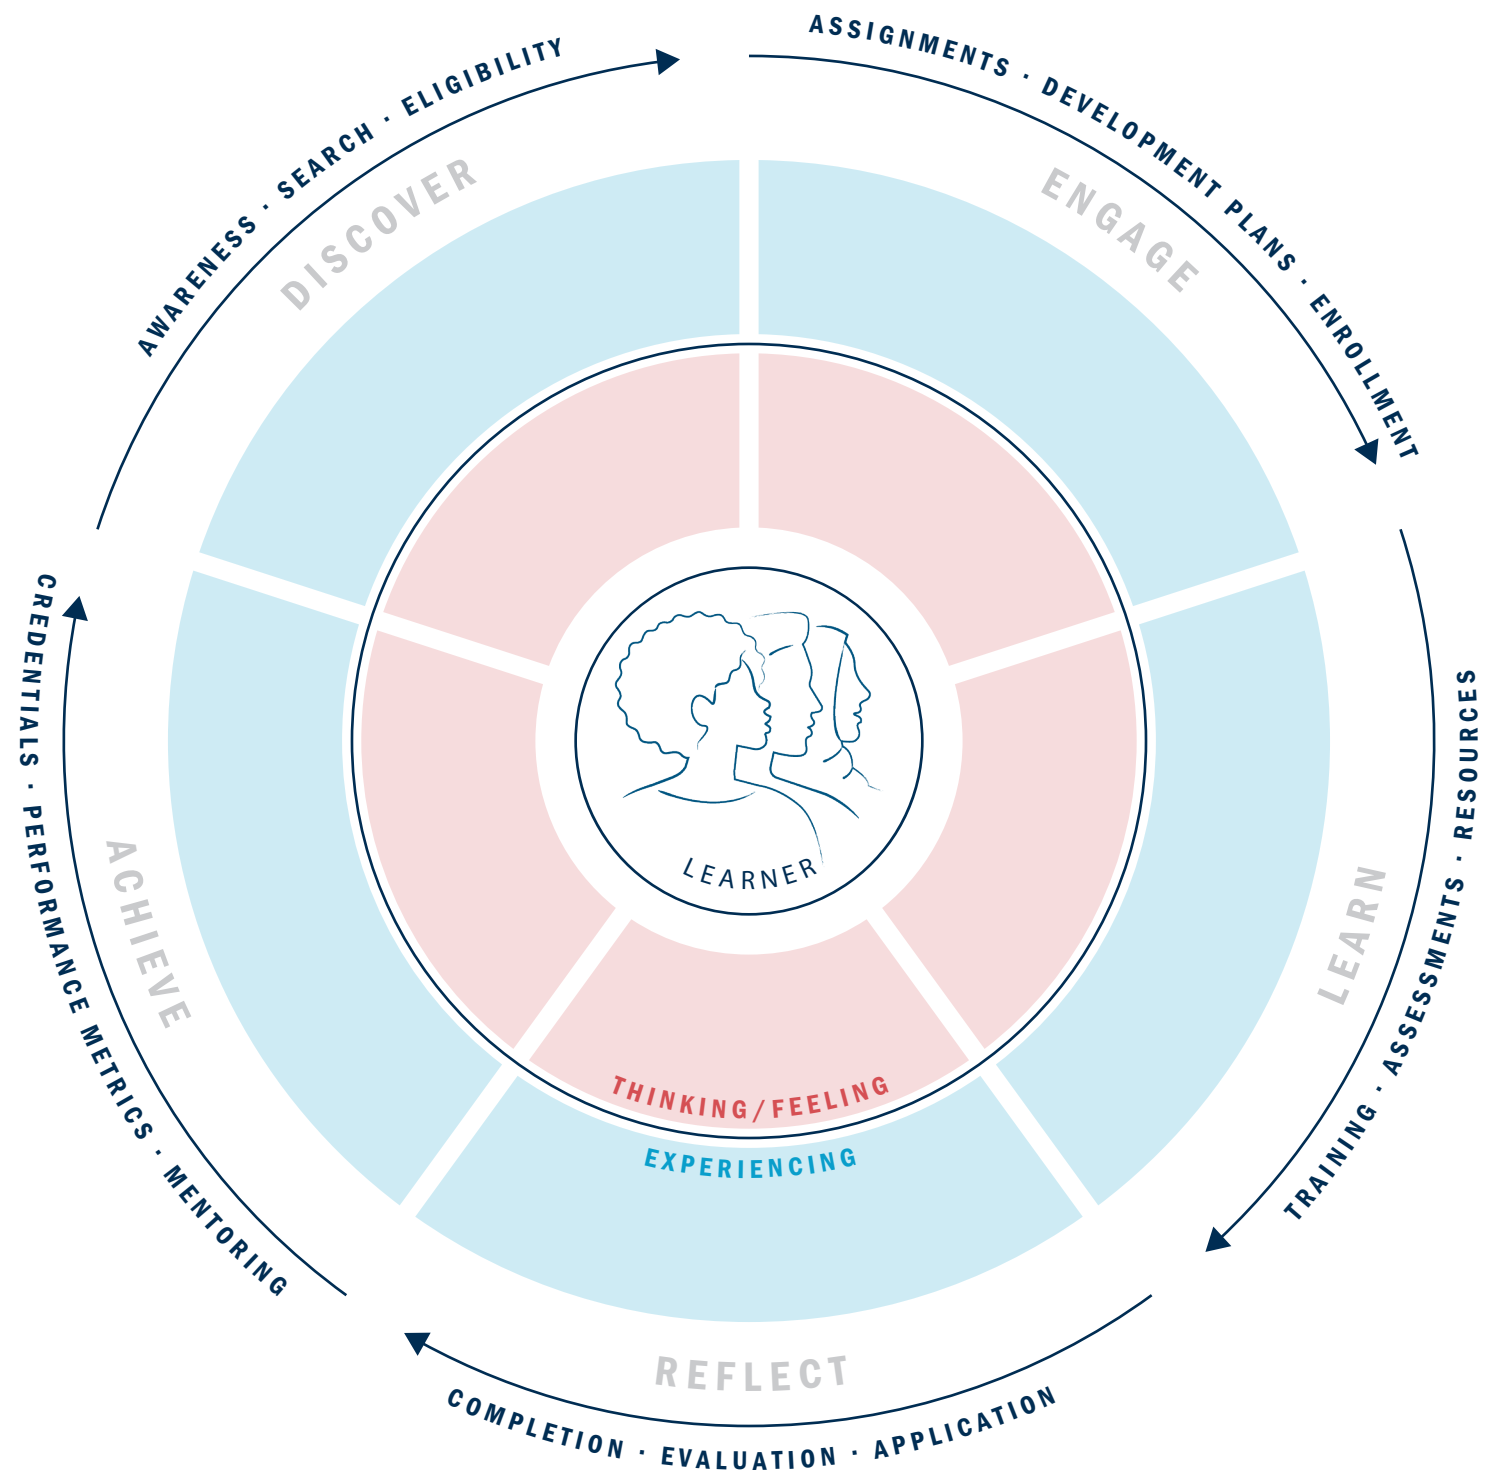 AWARENESS · SEARCH · ELIGIBILITY
DISCOVER
ASSIGNMENTS · DEVELOPMENT PLANS · ENROLLMENT
ENGAGE
TRAINING · ASSESSMENTS · RESOURCES
LEARN
COMPLETION · EVALUATION · APPLICATION
REFLECT
CREDENTIALS · PERFORMANCE METRICS · MENTORING
ACHIEVE
LEARNER
THINKING/FEELING
EXPERIENCING